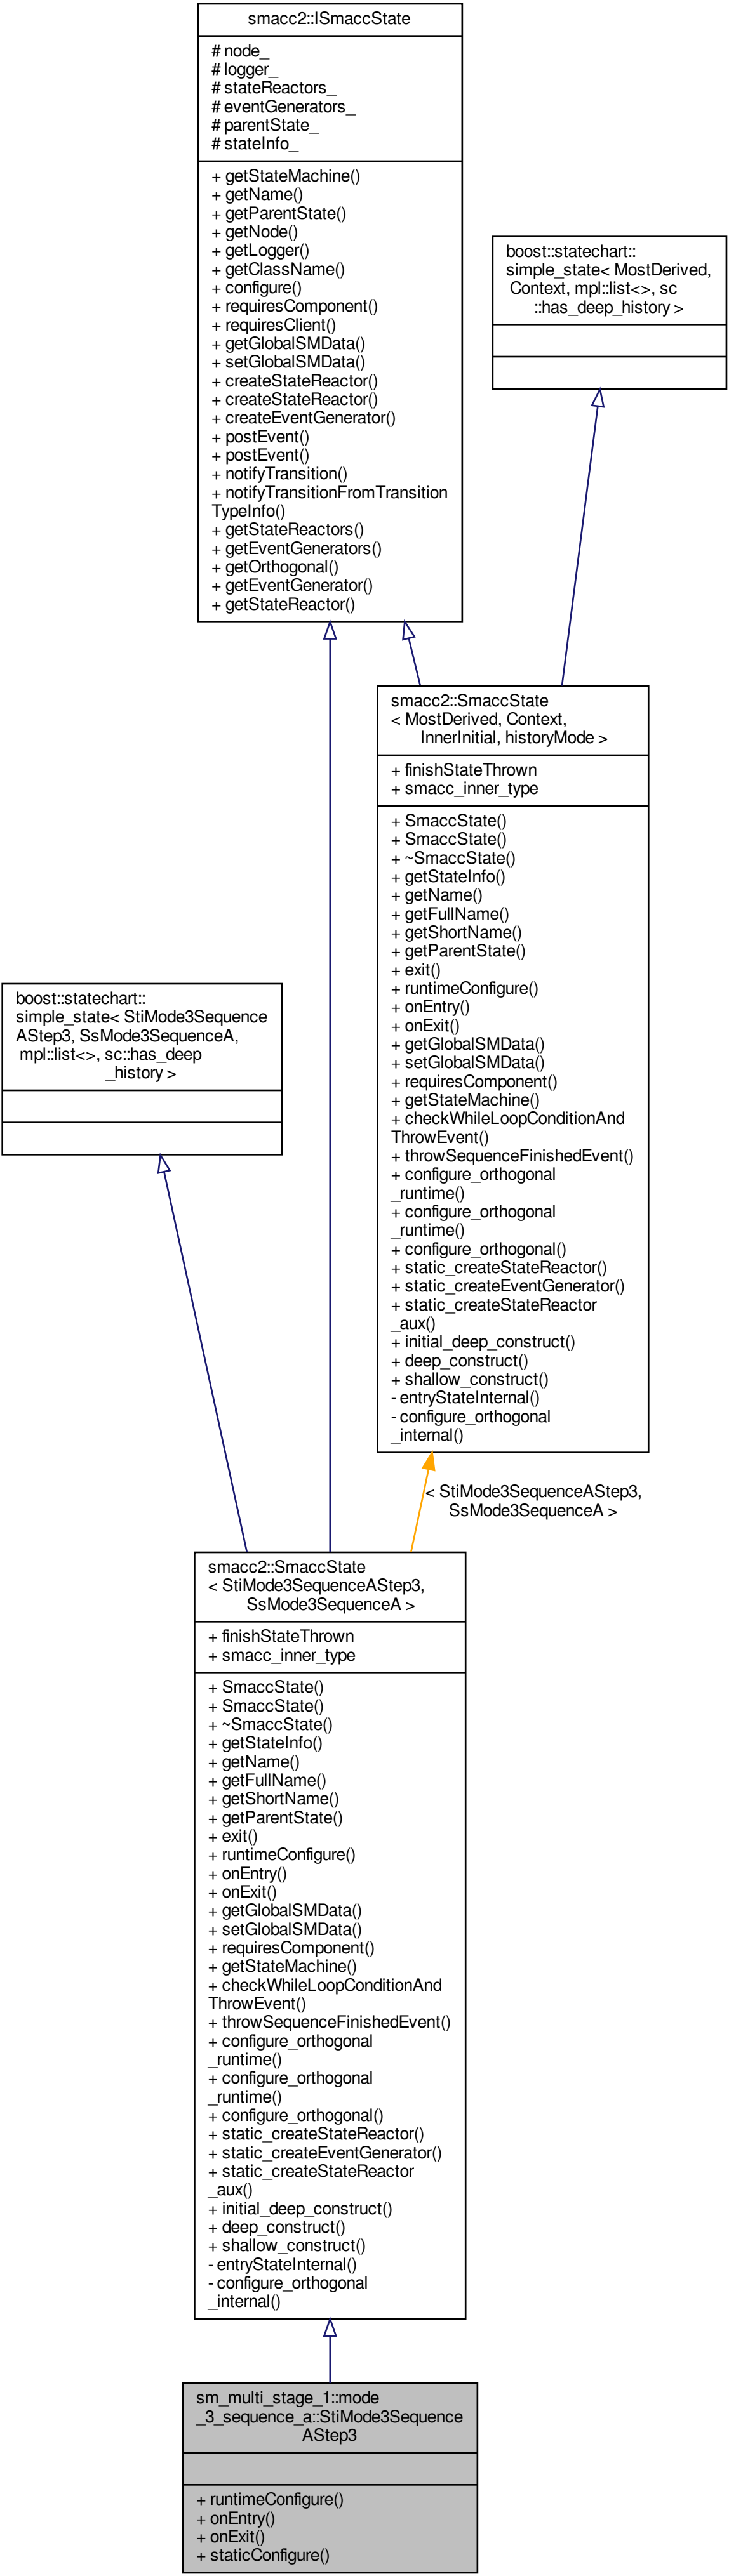 smacc2::ISmaccState
# node_
# logger_
# stateReactors_
# eventGenerators_
# parentState_
# stateInfo_
+ getStateMachine()
+ getName()
+ getParentState()
+ getNode()
+ getLogger()
+ getClassName()
+ configure()
+ requiresComponent()
+ requiresClient()
+ getGlobalSMData()
+ setGlobalSMData()
+ createStateReactor()
+ createStateReactor()
+ createEventGenerator()
+ postEvent()
+ postEvent()
+ notifyTransition()
+ notifyTransitionFromTransition
TypeInfo()
+ getStateReactors()
+ getEventGenerators()
+ getOrthogonal()
+ getEventGenerator()
+ getStateReactor()
boost::statechart::
simple_state< MostDerived,
Context, mpl::list<>, sc
::has_deep_history >
smacc2::SmaccState
< MostDerived, Context,
InnerInitial, historyMode >
+ finishStateThrown
+ smacc_inner_type
+ SmaccState()
+ SmaccState()
+ ~SmaccState()
+ getStateInfo()
+ getName()
+ getFullName()
+ getShortName()
+ getParentState()
+ exit()
+ runtimeConfigure()
+ onEntry()
+ onExit()
+ getGlobalSMData()
+ setGlobalSMData()
+ requiresComponent()
+ getStateMachine()
+ checkWhileLoopConditionAnd
ThrowEvent()
+ throwSequenceFinishedEvent()
+ configure_orthogonal
_runtime()
+ configure_orthogonal
_runtime()
+ configure_orthogonal()
+ static_createStateReactor()
+ static_createEventGenerator()
+ static_createStateReactor
_aux()
+ initial_deep_construct()
+ deep_construct()
+ shallow_construct()
- entryStateInternal()
- configure_orthogonal
_internal()
boost::statechart::
simple_state< StiMode3Sequence
AStep3, SsMode3SequenceA,
mpl::list<>, sc::has_deep
_history >
< StiMode3SequenceAStep3,
SsMode3SequenceA >
smacc2::SmaccState
< StiMode3SequenceAStep3,
SsMode3SequenceA >
+ finishStateThrown
+ smacc_inner_type
+ SmaccState()
+ SmaccState()
+ ~SmaccState()
+ getStateInfo()
+ getName()
+ getFullName()
+ getShortName()
+ getParentState()
+ exit()
+ runtimeConfigure()
+ onEntry()
+ onExit()
+ getGlobalSMData()
+ setGlobalSMData()
+ requiresComponent()
+ getStateMachine()
+ checkWhileLoopConditionAnd
ThrowEvent()
+ throwSequenceFinishedEvent()
+ configure_orthogonal
_runtime()
+ configure_orthogonal
_runtime()
+ configure_orthogonal()
+ static_createStateReactor()
+ static_createEventGenerator()
+ static_createStateReactor
_aux()
+ initial_deep_construct()
+ deep_construct()
+ shallow_construct()
- entryStateInternal()
- configure_orthogonal
_internal()
sm_multi_stage_1::mode
_3_sequence_a::StiMode3Sequence
AStep3
+ runtimeConfigure()
+ onEntry()
+ onExit()
+ staticConfigure()